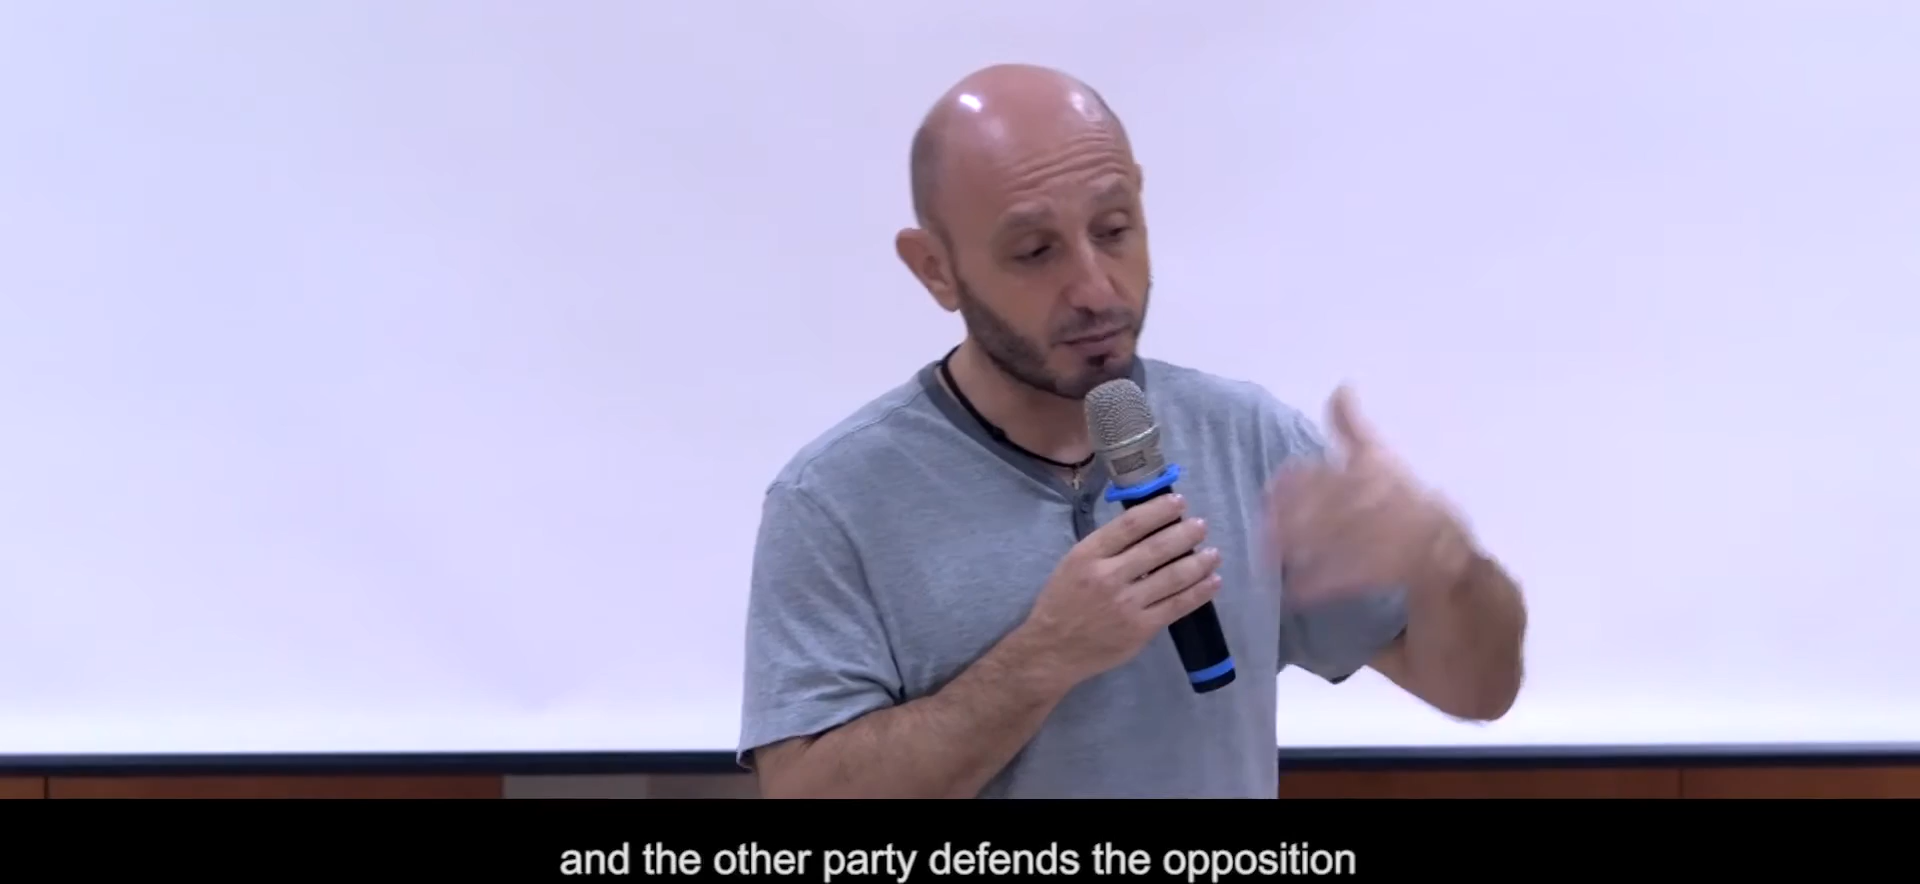 and the other party defends the opposition